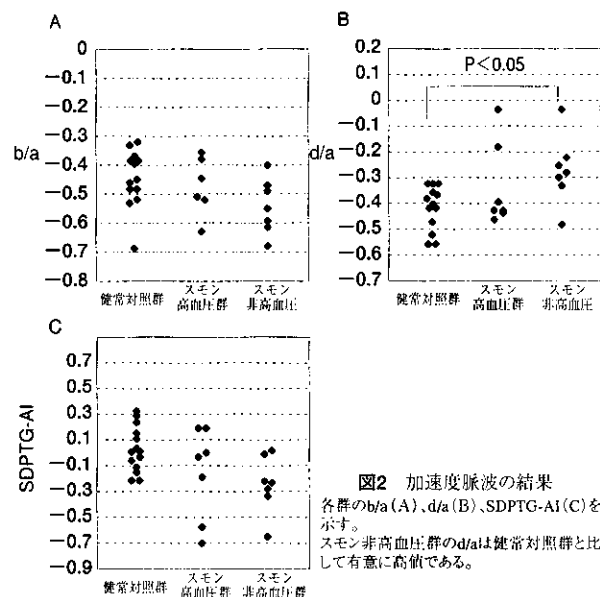 A
0
−0.1
−0.2
−0.3
b/a −0.4
−0.5
−0.6
−0.7
−0.8
健常対照群
スモン
高血圧群
スモン
非高血圧
B
0.2
0.1
0
−0.1
−0.2
d/a −0.3
−0.4
−0.5
−0.6
−0.7
P<0.05
健常対照群
スモン
高血圧群
スモン
非高血圧
C
0.7
0.5
0.3
0.1
SDPTG-AI −0.1
−0.3
−0.5
−0.7
−0.9
健常対照群
スモン
高血圧群
スモン
非高血圧群
図2 加速度脈波の結果
各群のb/a(A)、d/a(B)、SDPTG-AI(C)を
示す。
スモン非高血圧群のd/aは健常対照群と比
して有意に高値である。